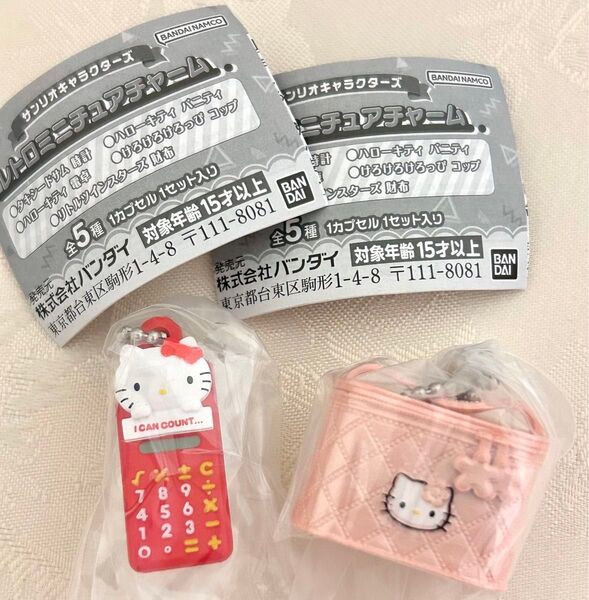 BANDAI NAMCO
サンリオキャラクターズ
レトロミニチュアチャーム
●タキシードサム 時計 ●ハローキティ バニティ
●ハローキティ 電卓 ●けろけろけろっぴ コップ
●リトルツインスターズ 財布
全5種 1カプセル 1セット入り
対象年齢 15才以上
BAN
DAI
発売元
株式会社バンダイ
東京都台東区駒形1-4-8 〒111-8081
BANDAI NAMCO
サンリオキャラクターズ
ミニチュアチャーム
時計 ●ハローキティ バニティ
●けろけろけろっぴ コップ
インスターズ 財布
全5種 1カプセル 1セット入り
対象年齢 15才以上
BAN
DAI
発売元
株式会社バンダイ
東京都台東区駒形1-4-8 〒111-8081
I CAN COUNT...
√ % ± C
7 8 9 ÷
4 5 6 ×
1 2 3 −
0 . = +